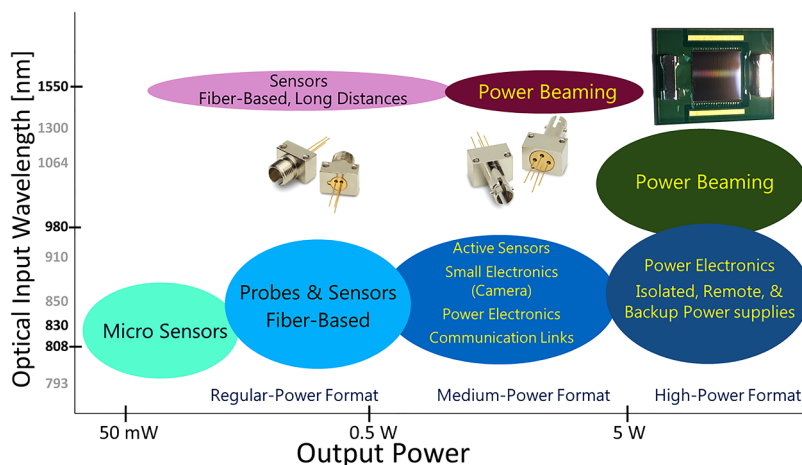 Optical Input Wavelength [nm]
1550
1300
1064
980
910
850
830
808
793
Sensors
Fiber-Based, Long Distances
Power Beaming
Power Beaming
Micro Sensors
Probes & Sensors
Fiber-Based
Active Sensors
Small Electronics
(Camera)
Power Electronics
Communication Links
Power Electronics
Isolated, Remote, &
Backup Power supplies
Regular-Power Format
Medium-Power Format
High-Power Format
50 mW
0.5 W
5 W
Output Power